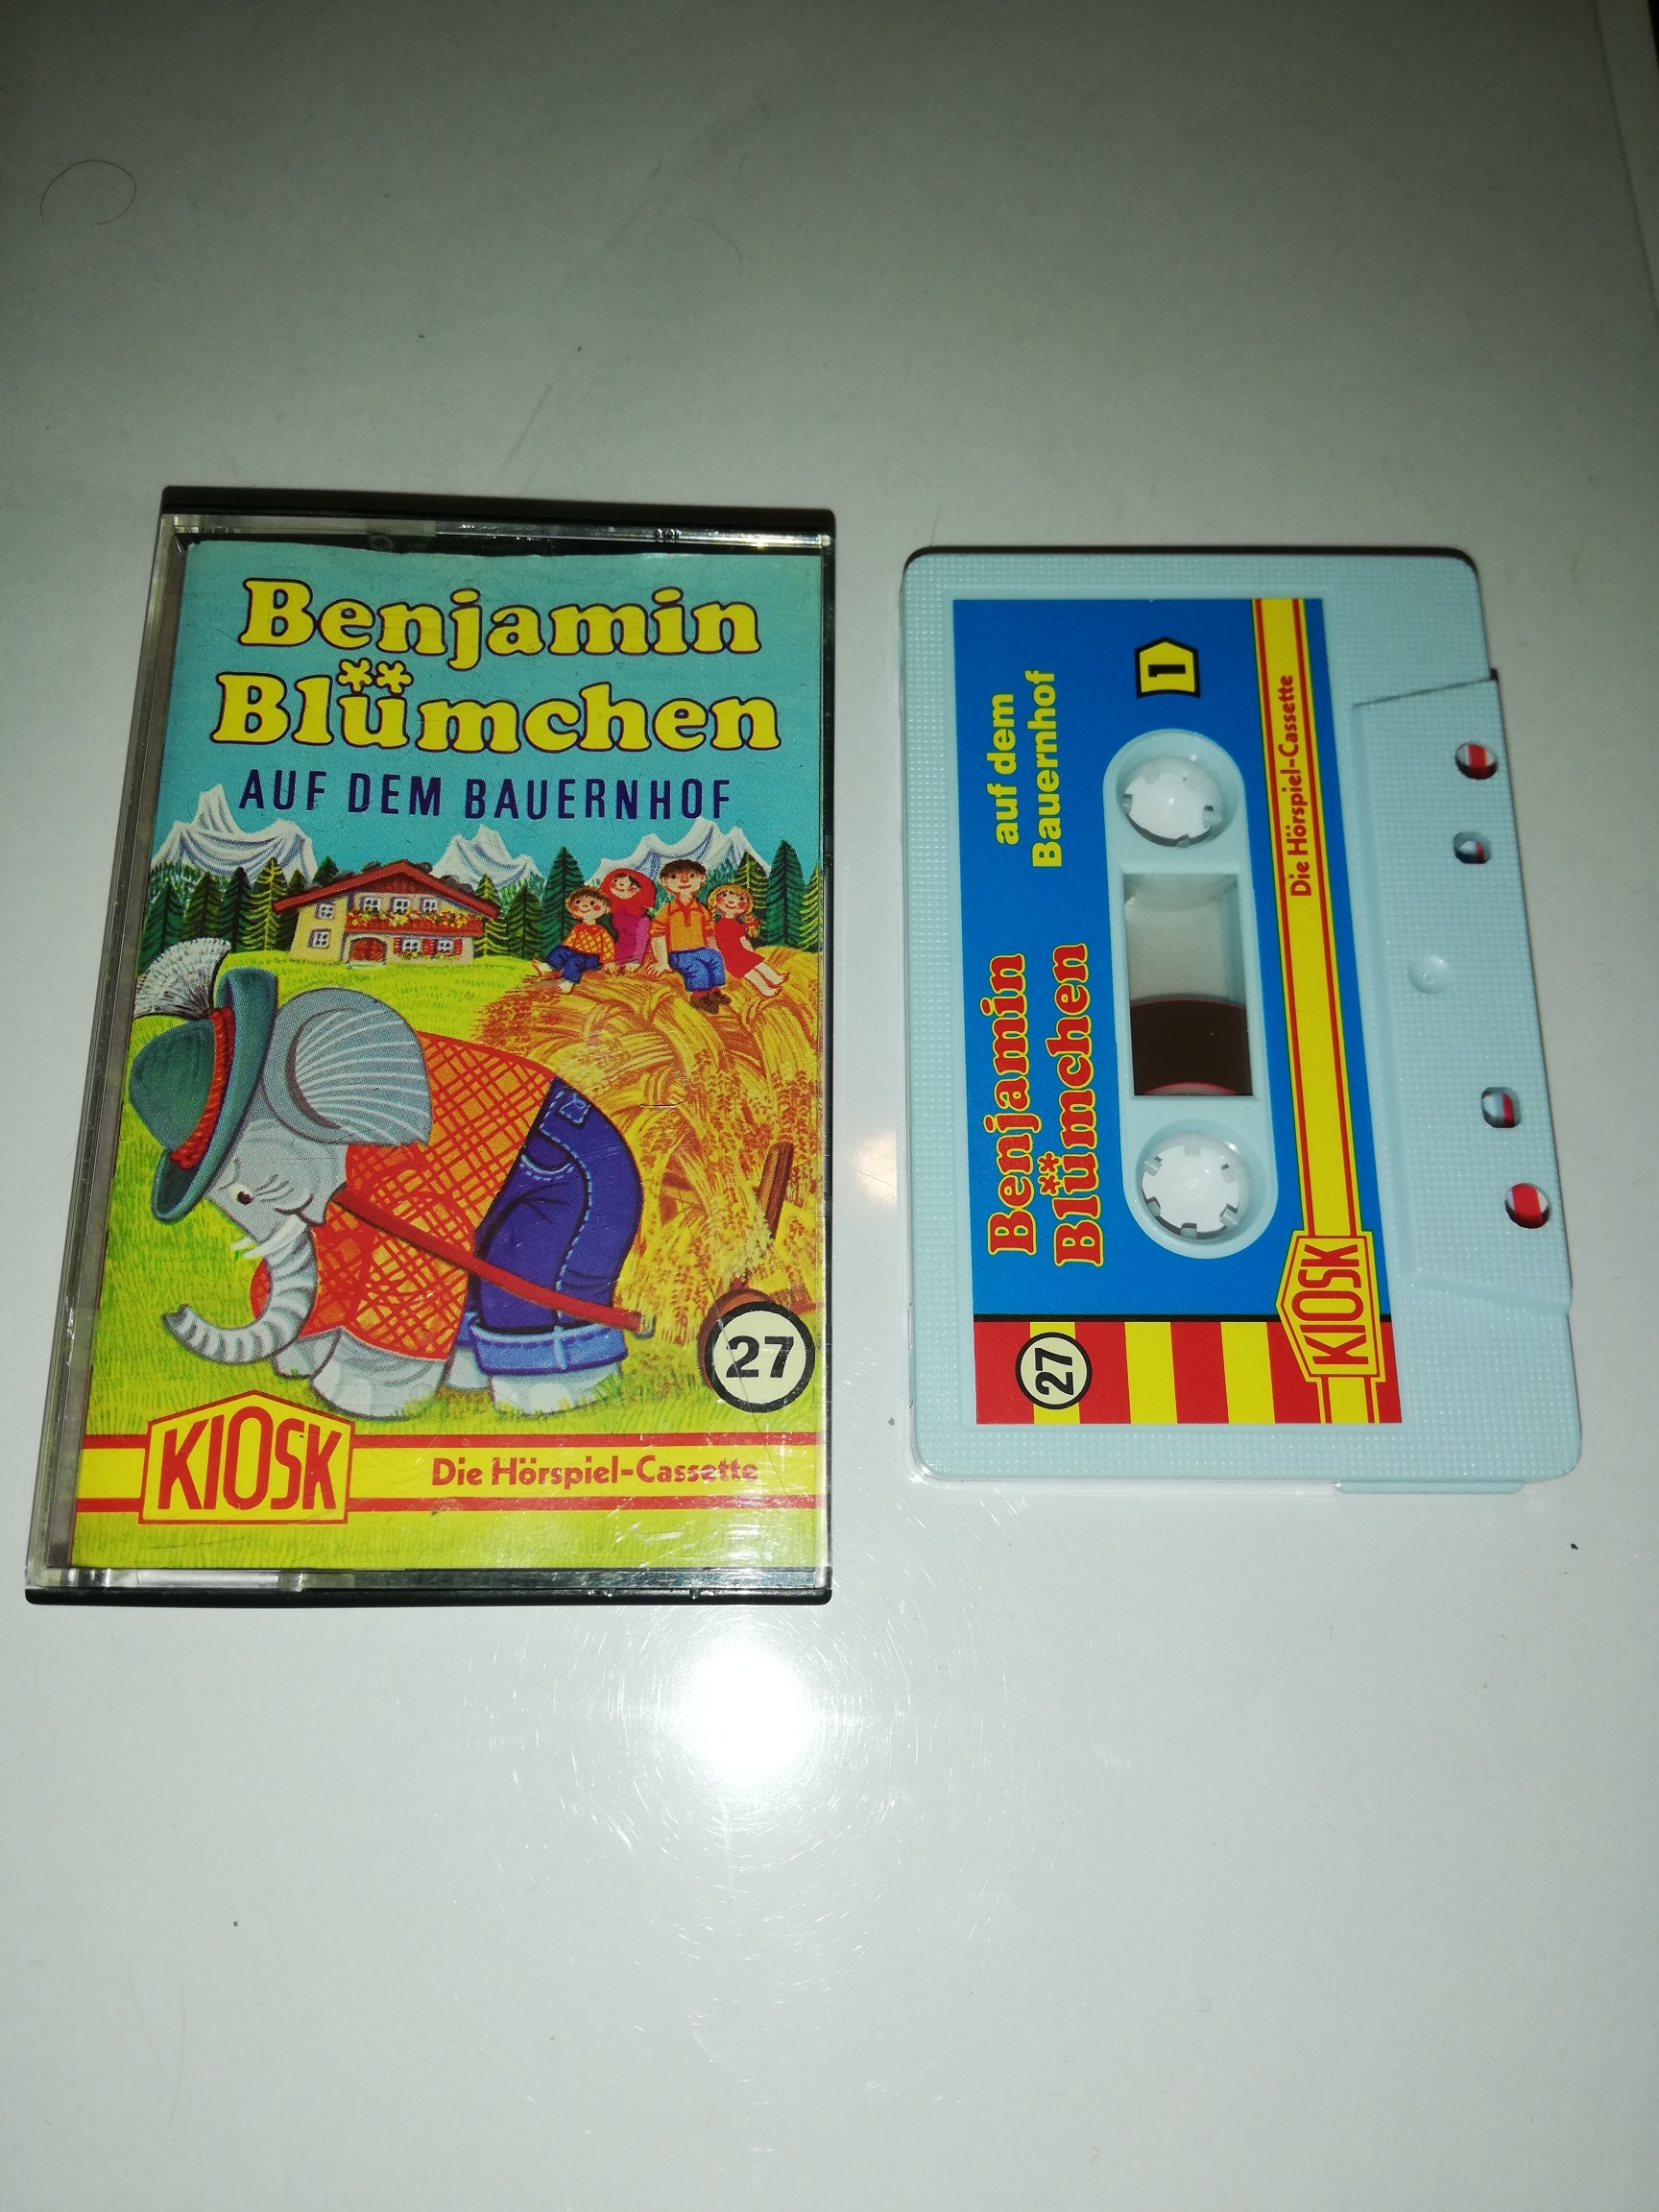 Benjamin
Blümchen
AUF DEM BAUERNHOF
27
KIOSK
Die Hörspiel-Cassette
Benjamin
Blümchen
auf dem
Bauernhof
1
27
KIOSK
Die Hörspiel-Cassette